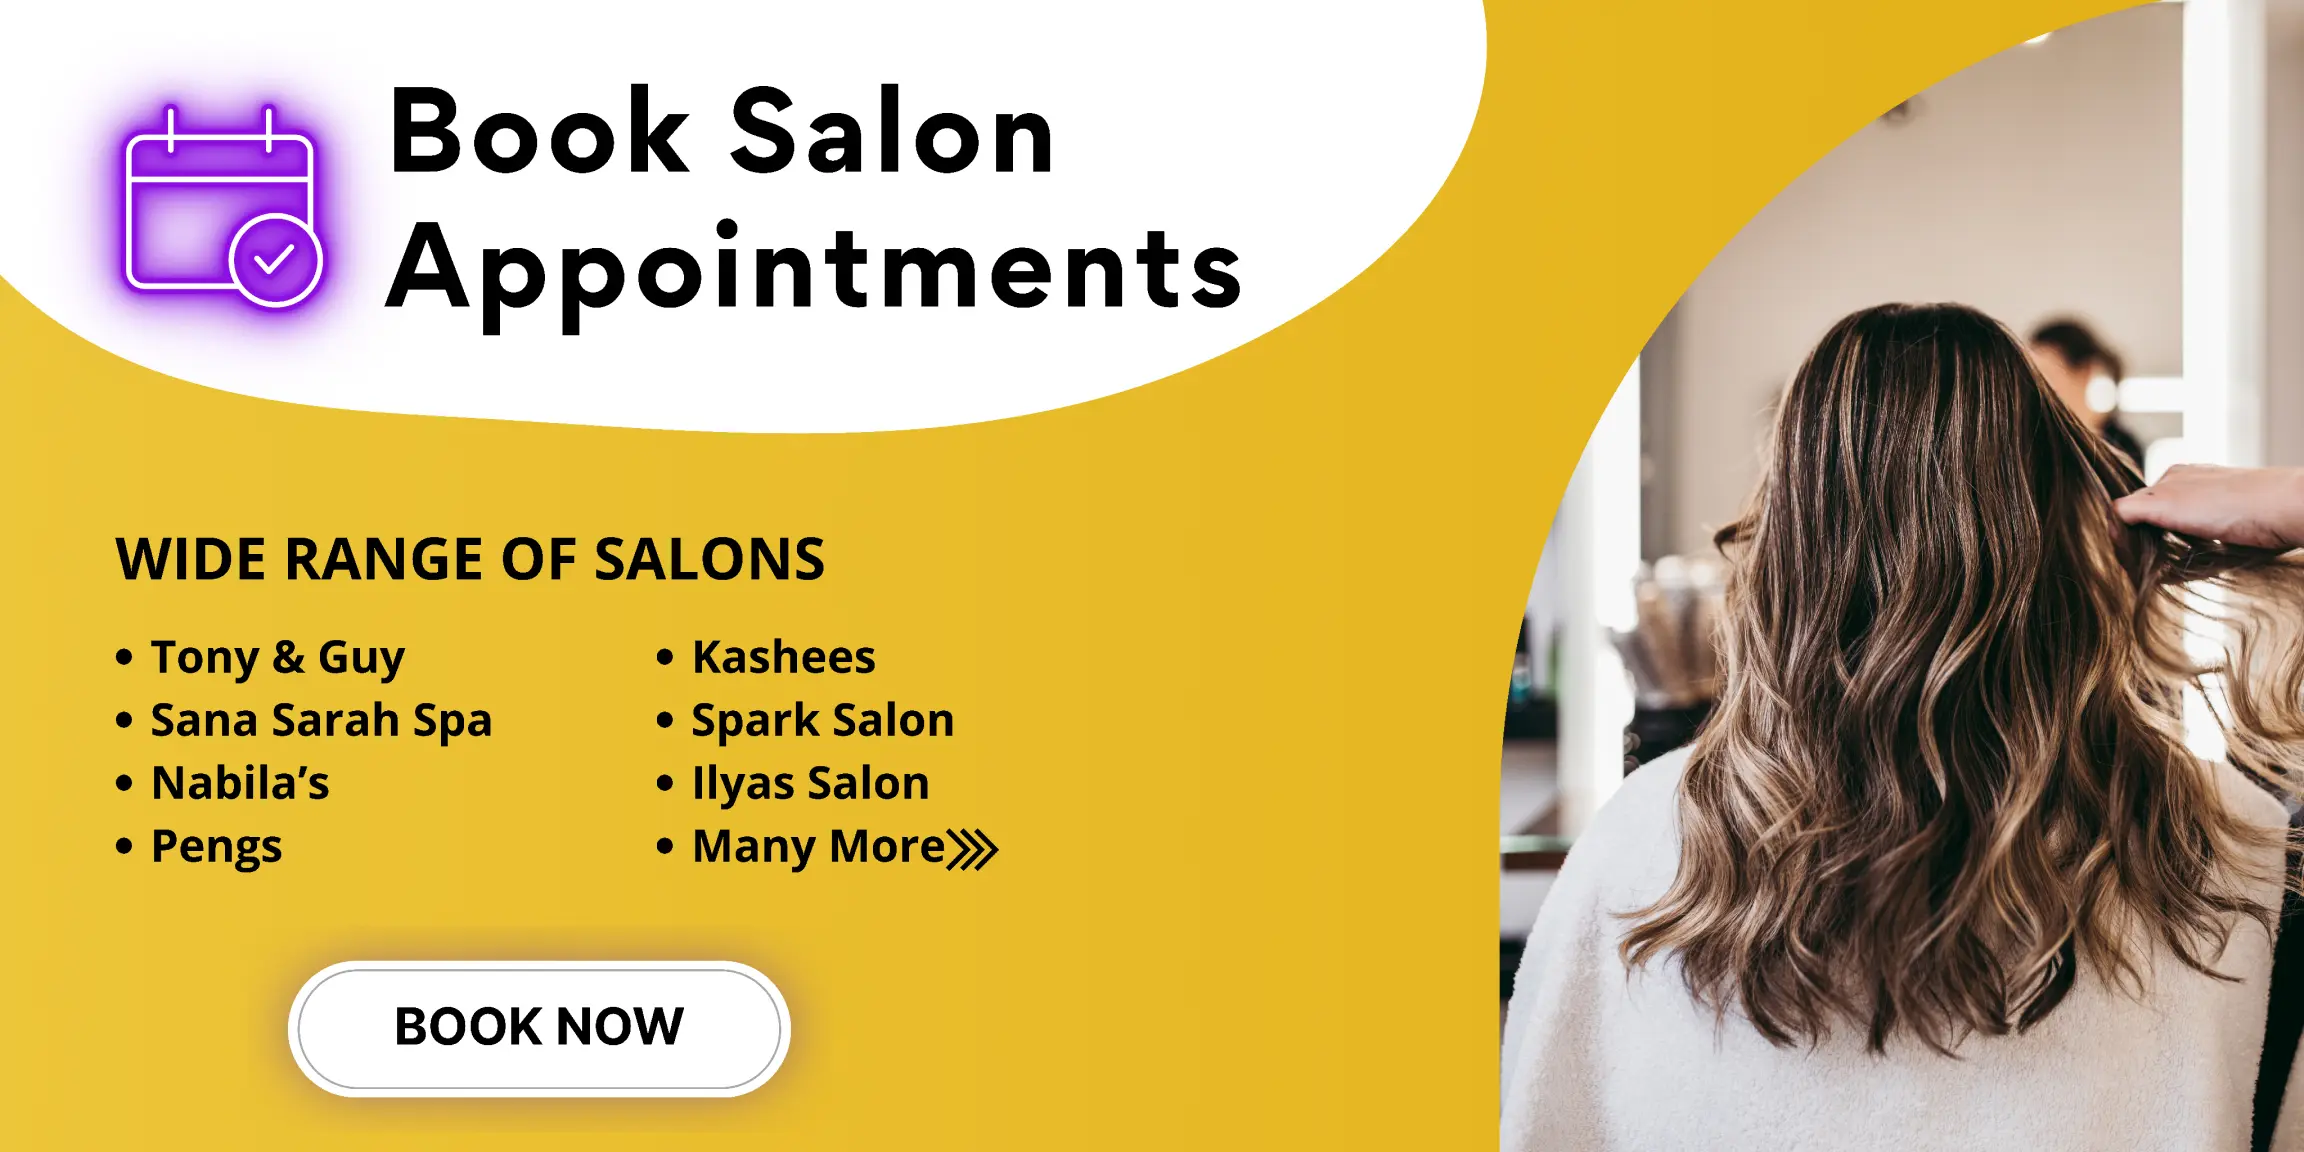 Book Salon
Appointments
WIDE RANGE OF SALONS
• Tony & Guy
• Sana Sarah Spa
• Nabila’s
• Pengs
• Kashees
• Spark Salon
• Ilyas Salon
• Many More
BOOK NOW